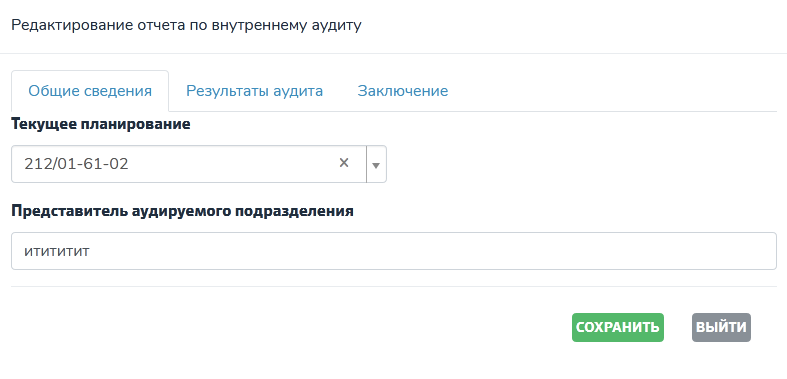 Редактирование отчета по внутреннему аудиту
Общие сведения Результаты аудита Заключение
Текущее планирование
212/01-61-02 ×
Представитель аудируемого подразделения
итититит
СОХРАНИТЬ ВЫЙТИ